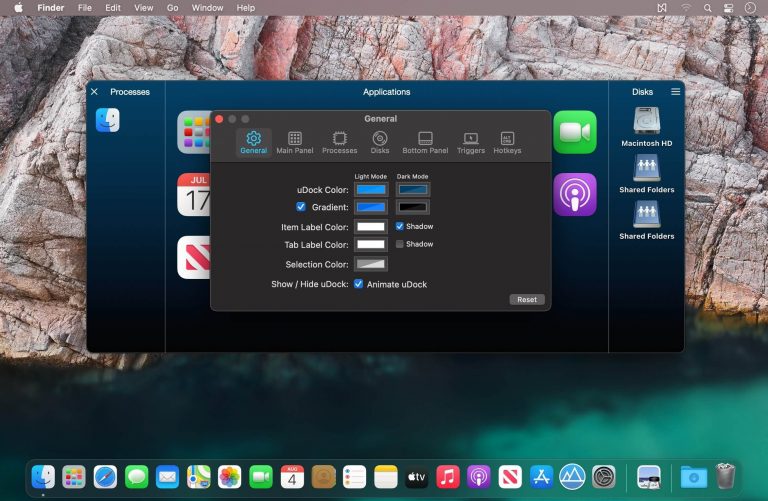 Finder File Edit View Go Window Help
Processes Applications Disks
General
General Main Panel Processes Disks Bottom Panel Triggers Hotkeys
Light Mode Dark Mode
uDock Color:
Gradient:
Item Label Color: Shadow
Tab Label Color: Shadow
Selection Color:
Show / Hide uDock: Animate uDock
Reset
JUL
17
Macintosh HD
Shared Folders
Shared Folders
AUG
4
tv